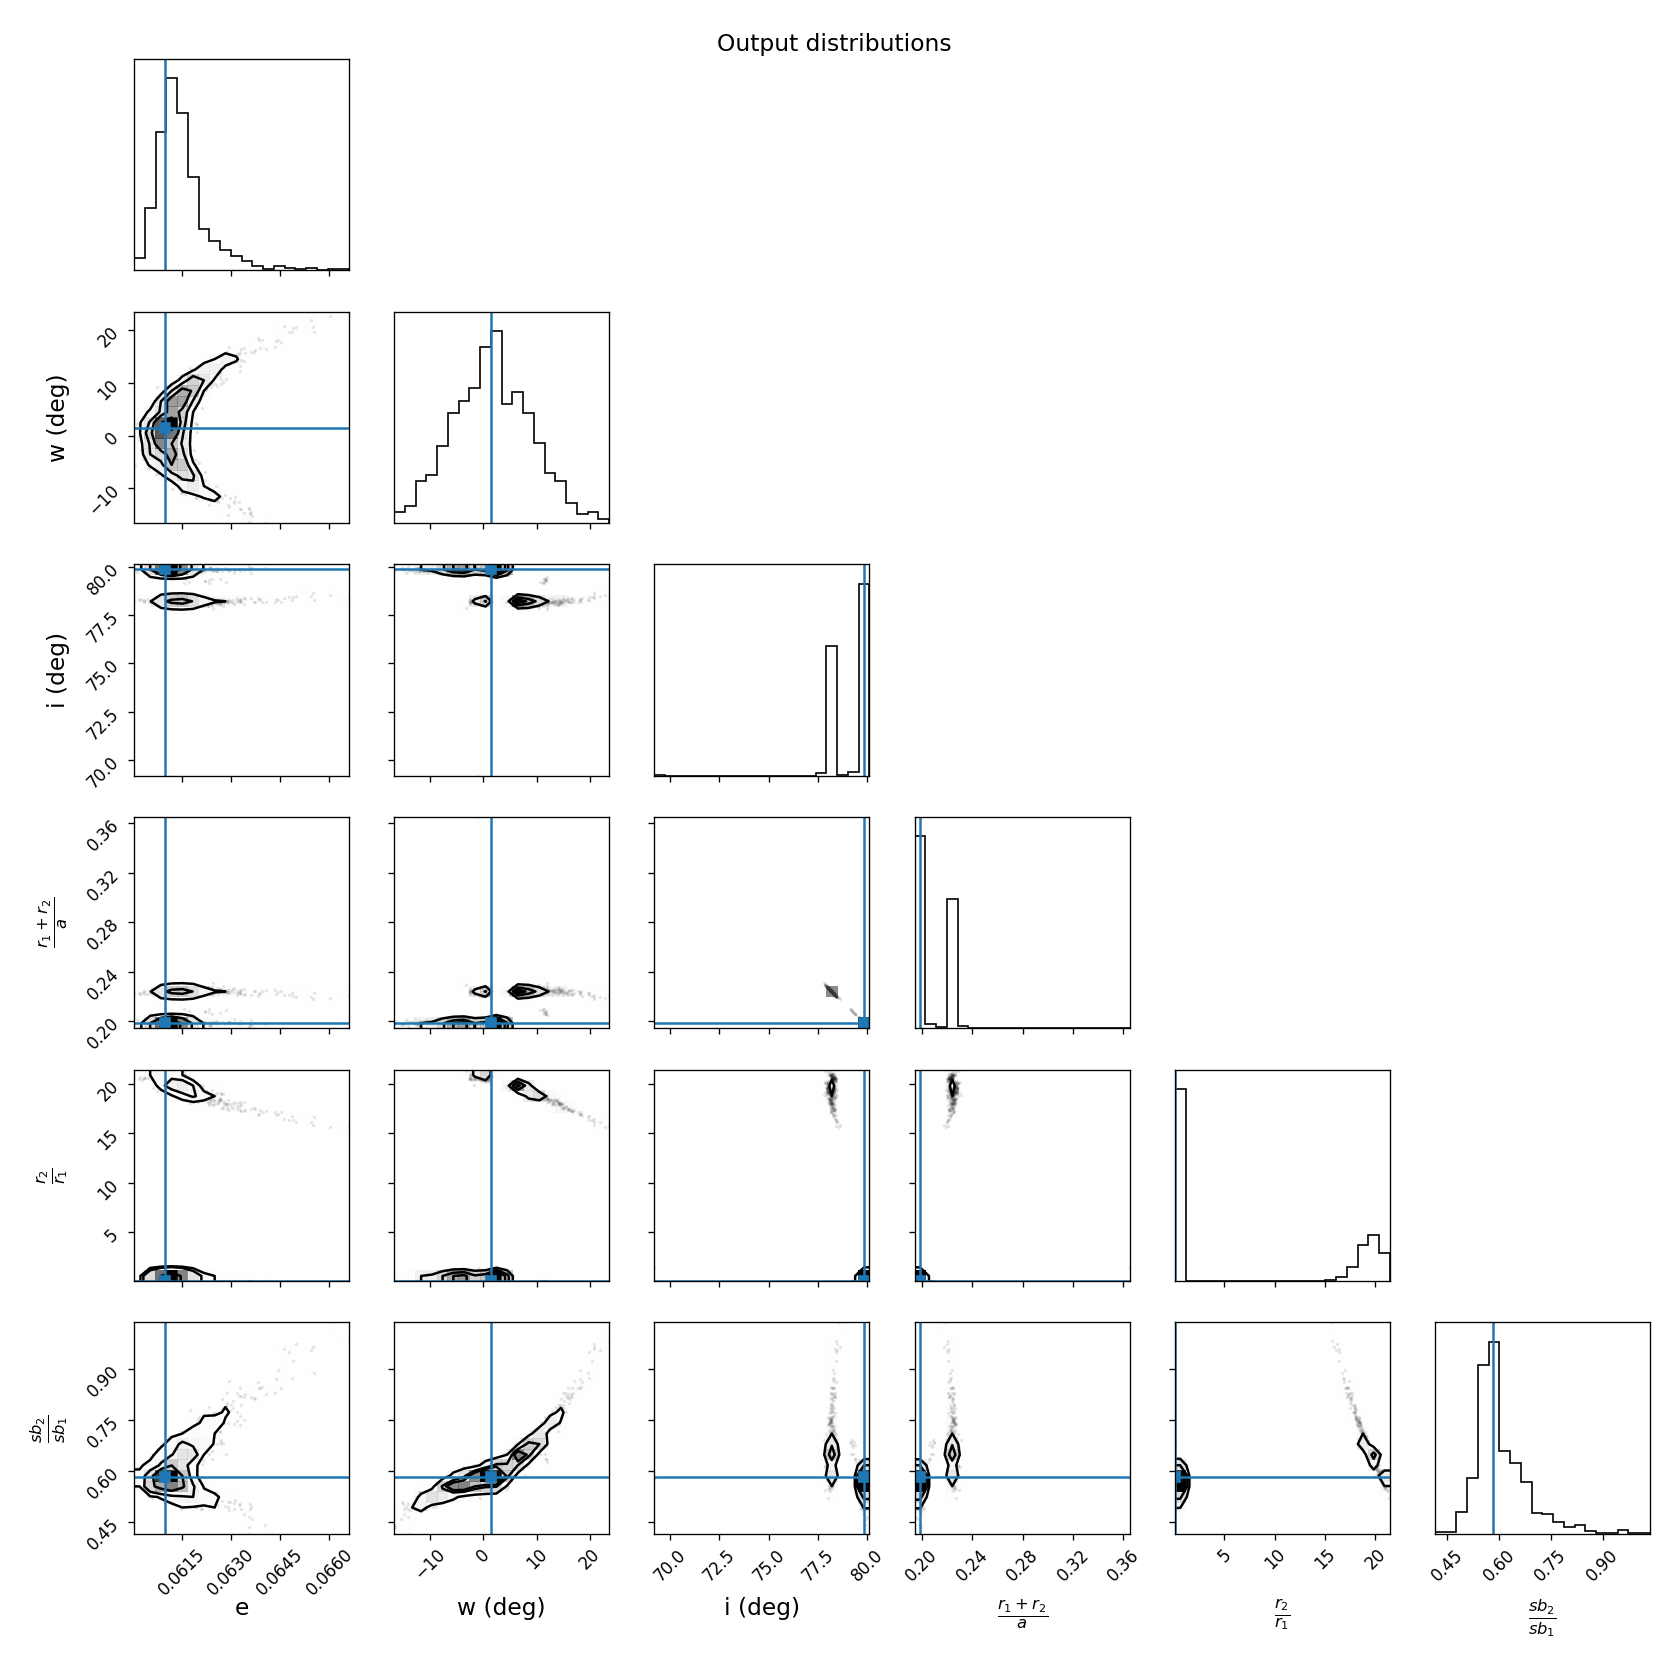 Output distributions
20
10
0
−10
w (deg)
80.0
77.5
75.0
72.5
70.0
i (deg)
0.36
0.32
0.28
0.24
0.20
r₁ + r₂
a
20
15
10
5
r₂
r₁
0.90
0.75
0.60
0.45
sb₂
sb₁
0.0615 0.0630 0.0645 0.0660 −10 0 10 20 70.0 72.5 75.0 77.5 80.0 0.20 0.24 0.28 0.32 0.36 5 10 15 20 0.45 0.60 0.75 0.90
e w (deg) i (deg)
r₁ + r₂
a
r₂
r₁
sb₂
sb₁